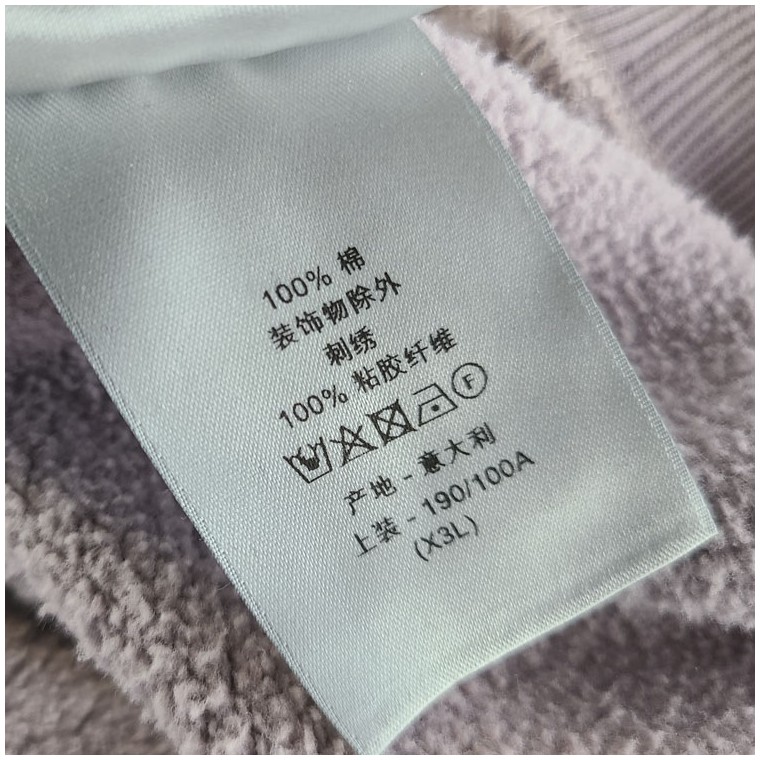 100% 棉
装饰物除外
刺绣
100% 粘胶纤维
F
产地 - 意大利
上装 - 190/100A
(X3L)